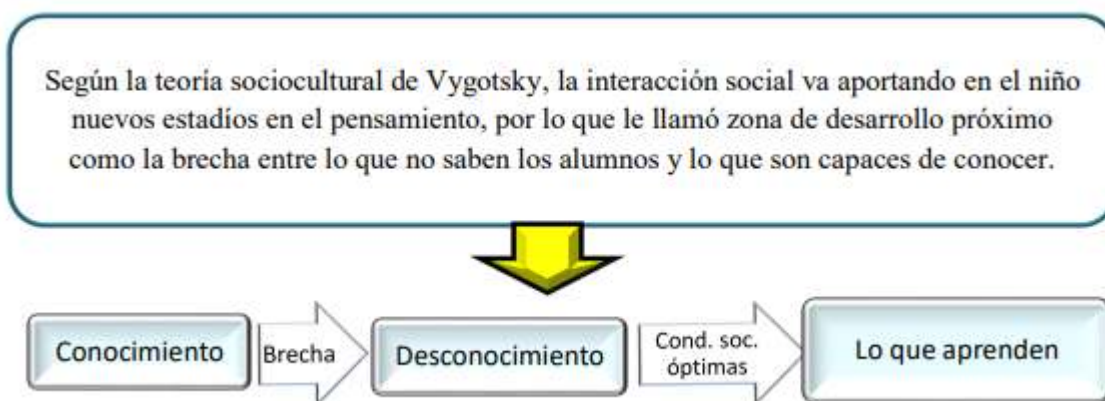 Según la teoría sociocultural de Vygotsky, la interacción social va aportando en el niño
nuevos estadíos en el pensamiento, por lo que le llamó zona de desarrollo próximo
como la brecha entre lo que no saben los alumnos y lo que son capaces de conocer.
Conocimiento
Brecha
Desconocimiento
Cond. soc.
óptimas
Lo que aprenden